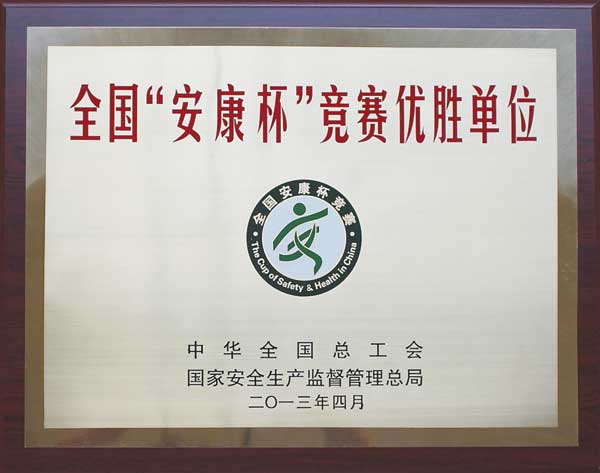 全国“安康杯”竞赛优胜单位
·全国安康杯竞赛·
The Cup of Safety & Health in China
中华全国总工会
国家安全生产监督管理总局
二〇一三年四月